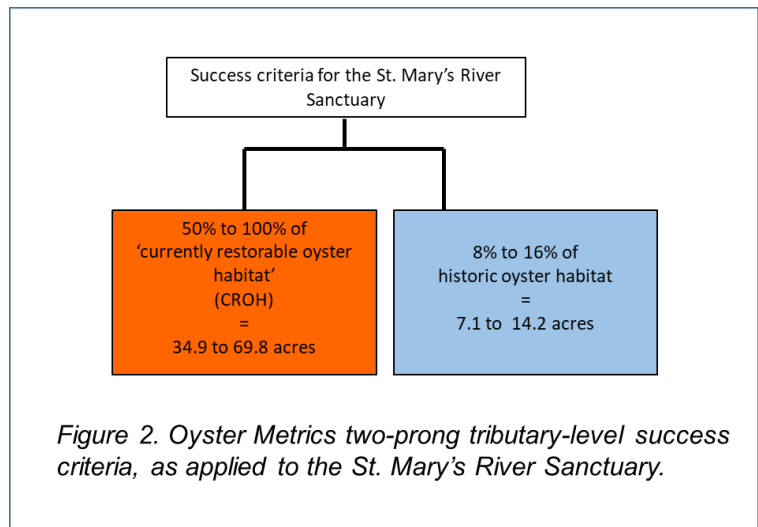 Success criteria for the St. Mary's River
Sanctuary
50% to 100% of
'currently restorable oyster
habitat'
(CROH)
=
34.9 to 69.8 acres
8% to 16% of
historic oyster habitat
=
7.1 to 14.2 acres
Figure 2. Oyster Metrics two-prong tributary-level success
criteria, as applied to the St. Mary's River Sanctuary.